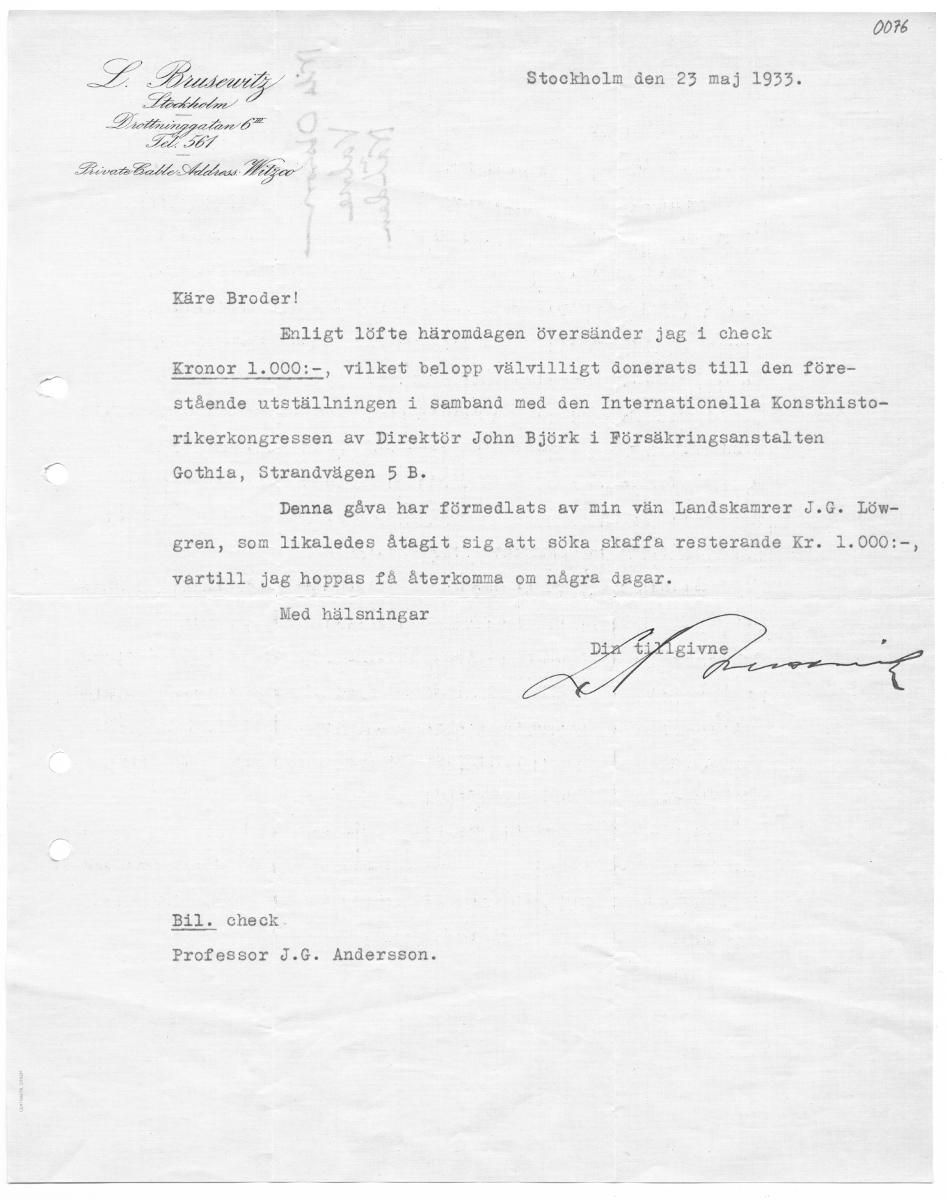 0076
L. Brusewitz
Stockholm
Drottninggatan 6 III
Tel. 561
Private Cable Address: Witzco
Stockholm den 23 maj 1933.
Käre Broder!
Enligt löfte häromdagen översänder jag i check
Kronor 1.000:-, vilket belopp välvilligt donerats till den före-
stående utställningen i samband med den Internationella Konsthisto-
rikerkongressen av Direktör John Björk i Försäkringsanstalten
Gothia, Strandvägen 5 B.
Denna gåva har förmedlats av min vän Landskamrer J.G. Löw-
gren, som likaledes åtagit sig att söka skaffa resterande Kr. 1.000:-,
vartill jag hoppas få återkomma om några dagar.
Med hälsningar
Din tillgivne
Bil. check
Professor J.G. Andersson.